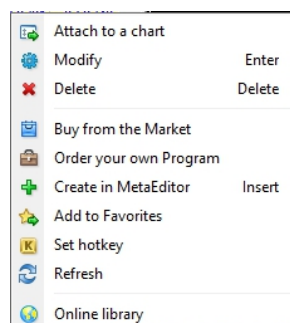 Attach to a chart
Modify Enter
Delete Delete
Buy from the Market
Order your own Program
Create in MetaEditor Insert
Add to Favorites
K Set hotkey
Refresh
Online library